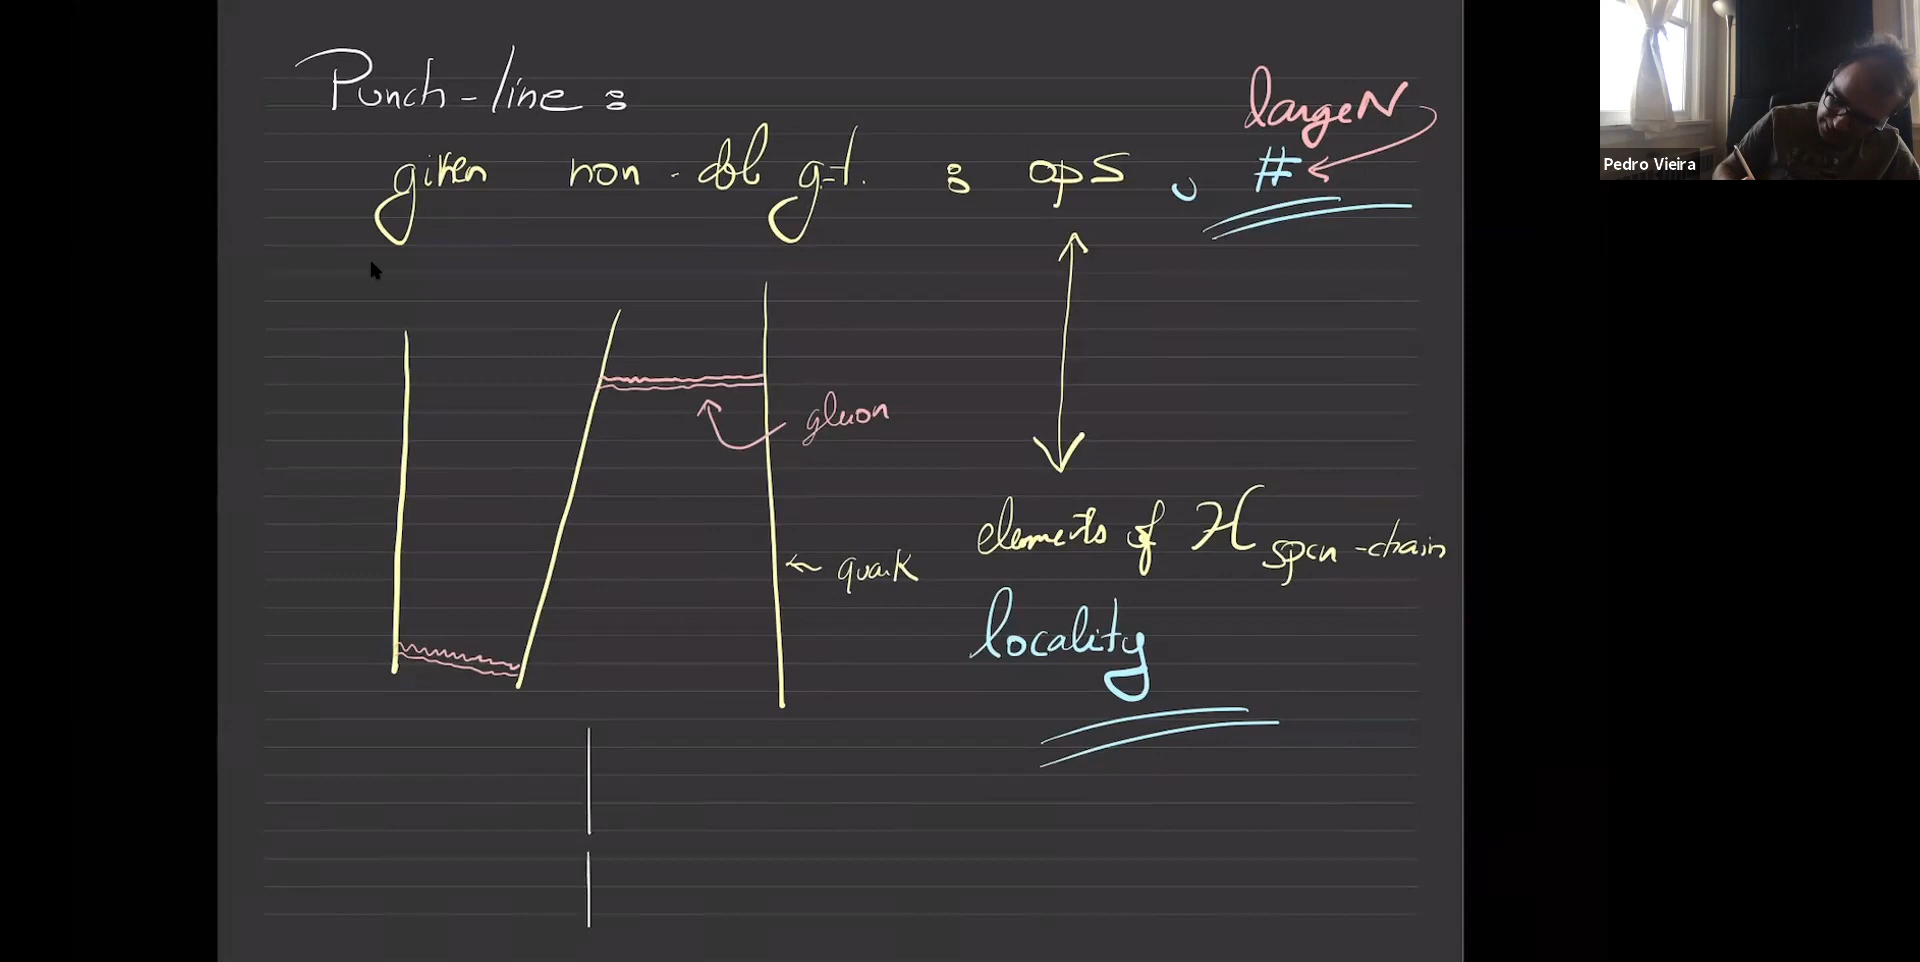 Punch-line :
large N
given non-abl g.t. : ops , #
gluon
elements of H spin-chain
← quark
locality
Pedro Vieira